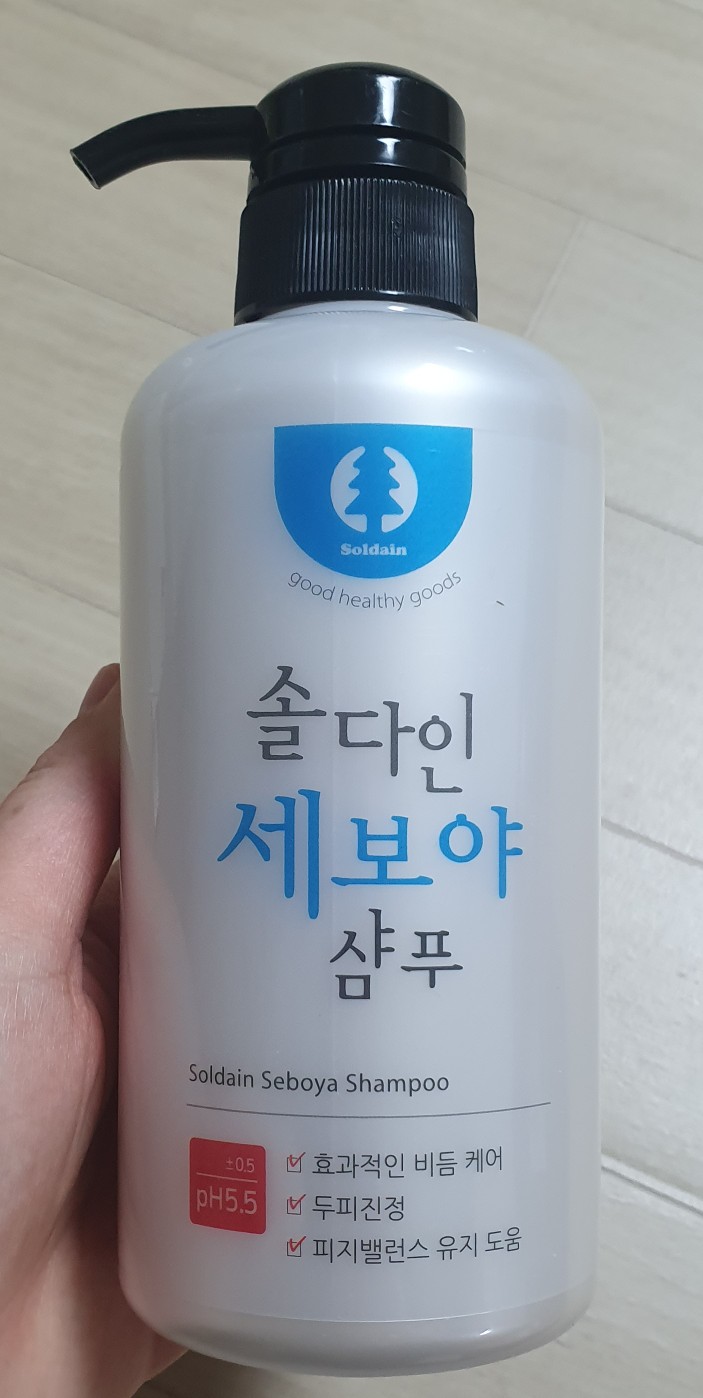 Soldain
good healthy goods
솔다인
세보야
샴푸
Soldain Seboya Shampoo
±0.5
pH5.5
효과적인 비듬 케어
두피진정
피지밸런스 유지 도움